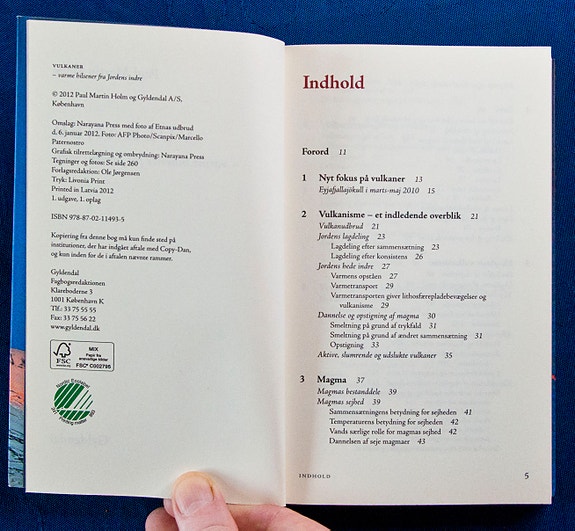 VULKANER
– varme hilsener fra Jordens indre
© 2012 Paul Martin Holm og Gyldendal A/S,
København
Omslag: Narayana Press med foto af Etnas udbrud
d. 6. januar 2012. Foto: AFP Photo/Scanpix/Marcello
Paternostro
Grafisk tilrettelægning og ombrydning: Narayana Press
Tegninger og fotos: Se side 260
Forlagsredaktion: Ole Jørgensen
Tryk: Livonia Print
Printed in Latvia 2012
1. udgave, 1. oplag
ISBN 978-87-02-11493-5
Kopiering fra denne bog må kun finde sted på
institutioner, der har indgået aftale med Copy-Dan,
og kun inden for de i aftalen nævnte rammer.
Gyldendal
Fagbogsredaktionen
Klareboderne 3
1001 København K
Tlf.: 33 75 55 55
Fax: 33 75 56 22
www.gyldendal.dk
FSC
www.fsc.org
MIX
Papir fra
ansvarlige kilder
FSC® C002795
Nordic Ecolabel
Printing matter
Indhold
Forord 11
1 Nyt fokus på vulkaner 13
Eyjafjallajökull i marts-maj 2010 15
2 Vulkanisme – et indledende overblik 21
Vulkanudbrud 21
Jordens lagdeling 23
Lagdeling efter sammensætning 23
Lagdeling efter konsistens 26
Jordens hede indre 27
Varmens opståen 27
Varmetransport 29
Varmetransporten giver lithosfærepladebevægelser og
vulkanisme 29
Dannelse og opstigning af magma 30
Smeltning på grund af trykfald 31
Smeltning på grund af ændret sammensætning 31
Opstigning 33
Aktive, slumrende og udslukte vulkaner 35
3 Magma 37
Magmas bestanddele 39
Magmas sejhed 39
Sammensætningens betydning for sejheden 41
Temperaturens betydning for sejheden 42
Vands særlige rolle for magmas sejhed 42
Dannelsen af seje magmaer 43
INDHOLD 5